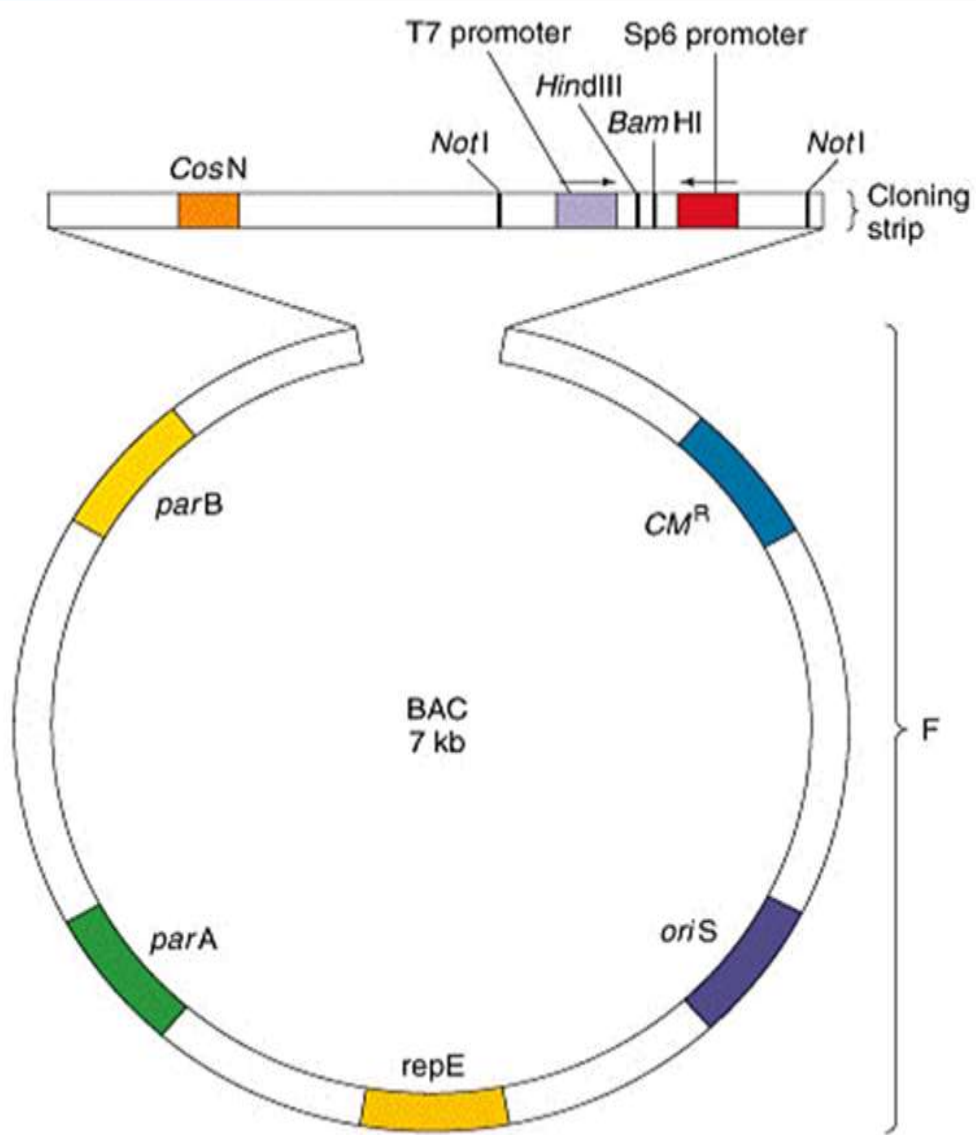 T7 promoter
Sp6 promoter
HindIII
BamHI
NotI
NotI
CosN
Cloning
strip
parB
CMR
BAC
7 kb
F
parA
oriS
repE